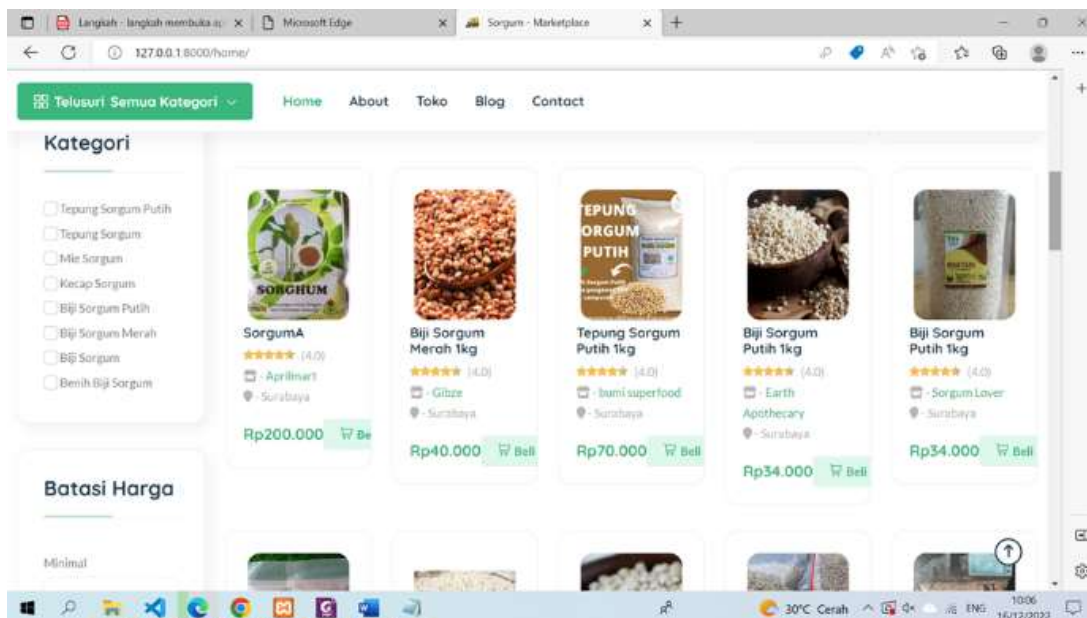 Langkah - langkah membuka a
Microsoft Edge
Sorgum - Marketplace
127.0.0.1:8000/home/
Telusuri Semua Kategori
Home
About
Toko
Blog
Contact
Kategori
Tepung Sorgum Putih
Tepung Sorgum
Mie Sorgum
Kecap Sorgum
Biji Sorgum Putih
Biji Sorgum Merah
Biji Sorgum
Benih Biji Sorgum
Batasi Harga
Minimal
SORGHUM
SorgumA
(4.0)
- Aprilmart
- Surabaya
Rp200.000
Be
Biji Sorgum
Merah 1kg
(4.0)
- Gibze
- Surabaya
Rp40.000
Beli
EPUNG
ORGUM
PUTIH
Tepung Sorgum
Putih 1kg
(4.0)
- bumi superfood
- Surabaya
Rp70.000
Beli
Biji Sorgum
Putih 1kg
(4.0)
- Earth
Apothecary
- Surabaya
Rp34.000
Beli
Biji Sorgum
Putih 1kg
(4.0)
- Sorgum Lover
- Surabaya
Rp34.000
Beli
30°C Cerah
ENG
10:06
16/12/2023